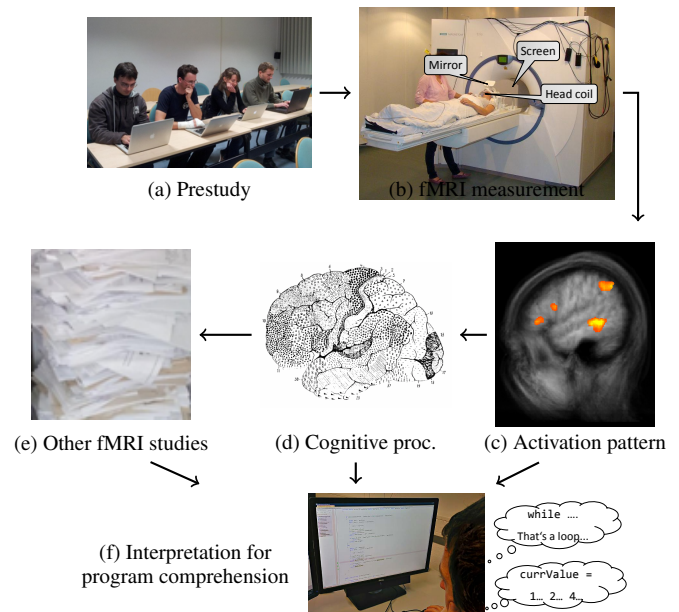 Screen
Mirror
Head coil
(a) Prestudy
(b) fMRI measurement
(e) Other fMRI studies
(d) Cognitive proc.
(c) Activation pattern
(f) Interpretation for
program comprehension
while ....
That's a loop...
currValue =
1... 2... 4...